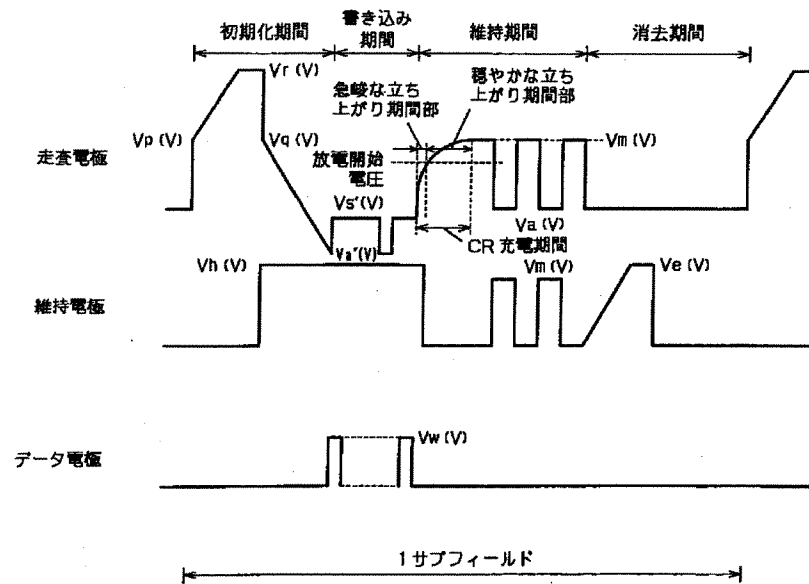 初期化期間
書き込み
期間
維持期間
消去期間
急峻な立ち
上がり期間部
穏やかな立ち
上がり期間部
Vr (V)
Vp (V)
Vq (V)
Vm (V)
走査電極
放電開始
電圧
Vs' (V)
Va (V)
Va' (V)
CR 充電期間
Vh (V)
Vm (V)
Ve (V)
維持電極
Vw (V)
データ電極
1サブフィールド